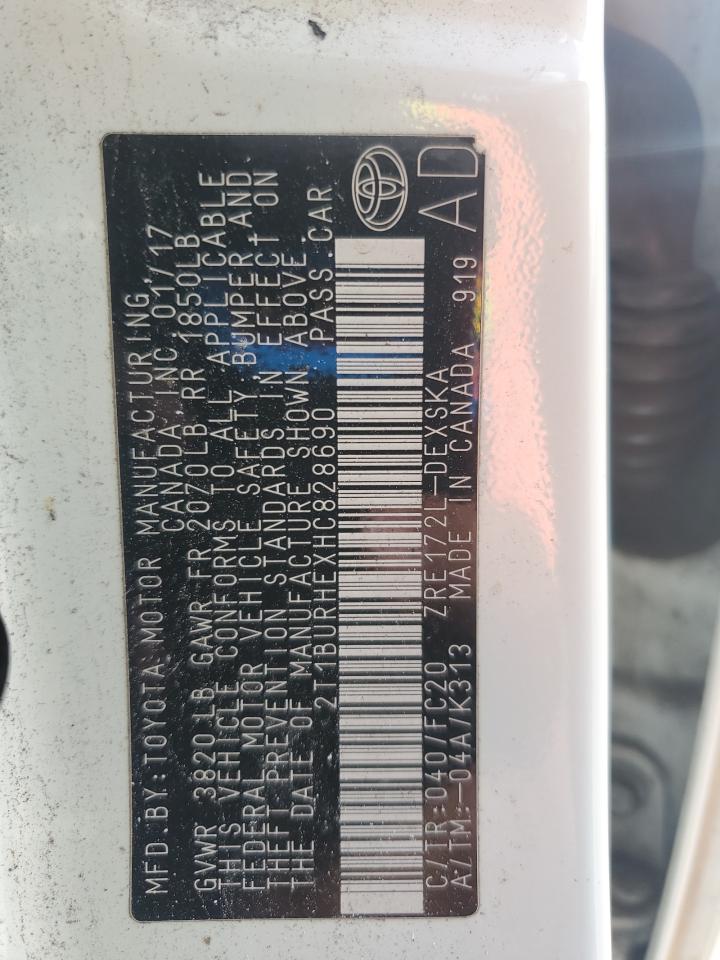 MFD.BY:TOYOTA MOTOR MANUFACTURING
CANADA INC.01/17
GVWR 3820LB GAWR FR 2070LB RR 1850LB
THIS VEHICLE CONFORMS TO ALL APPLICABLE
FEDERAL MOTOR VEHICLE SAFETY, BUMPER, AND
THEFT PREVENTION STANDARDS IN EFFECT ON
THE DATE OF MANUFACTURE SHOWN ABOVE.
2T1BURHEXHC828690 PASS.CAR
C/TR:040/FC20 ZRE172L-DEXSKA
A/TM:-04A/K313 MADE IN CANADA 919
AD